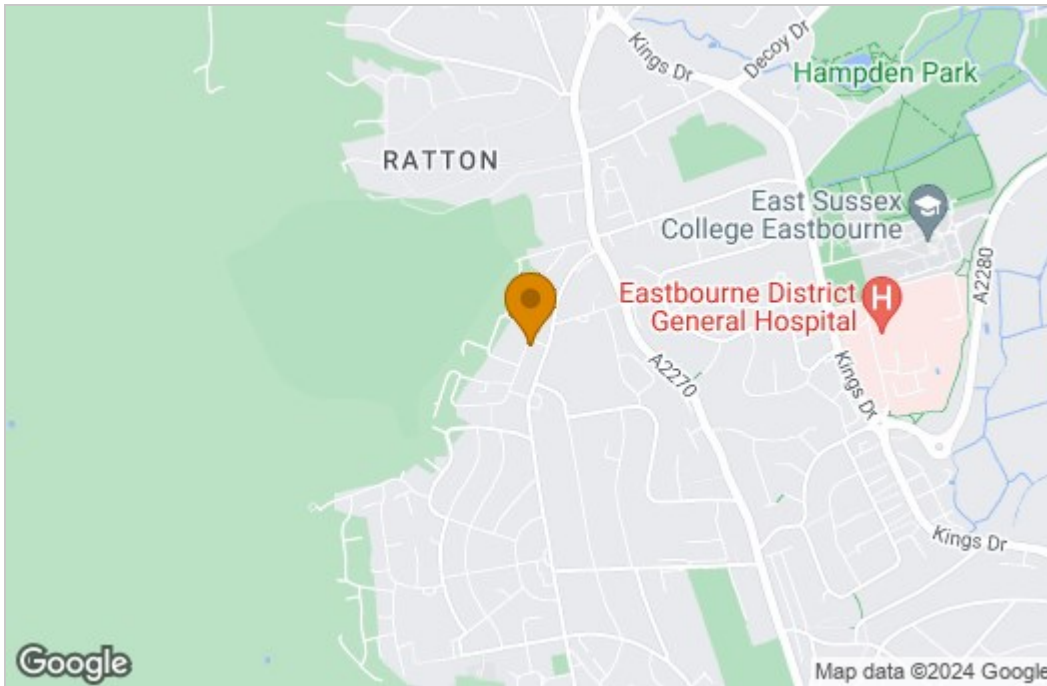 Kings Dr
Decoy Dr
Hampden Park
RATTON
East Sussex
College Eastbourne
A2280
Eastbourne District
General Hospital
H
A2270
Kings Dr
Kings Dr
Google
Map data ©2024 Google